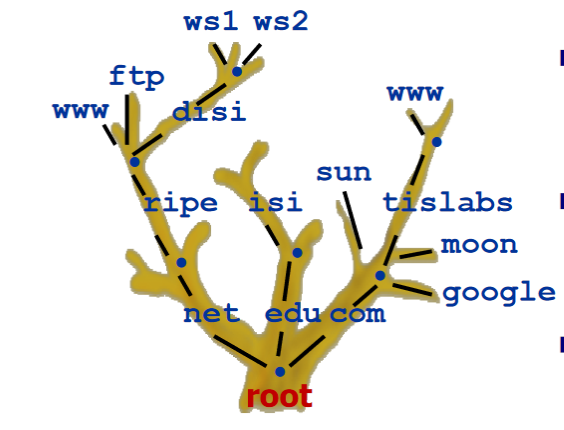 ws1 ws2
ftp
www
disi
www
sun
ripe
isi
tislabs
moon
google
net
edu
com
root